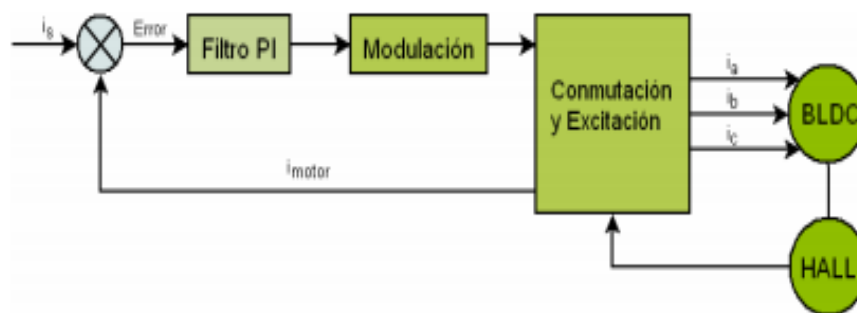 is
Error
Filtro PI
Modulación
Conmutación
y Excitación
ia
ib
ic
BLDC
imotor
HALL